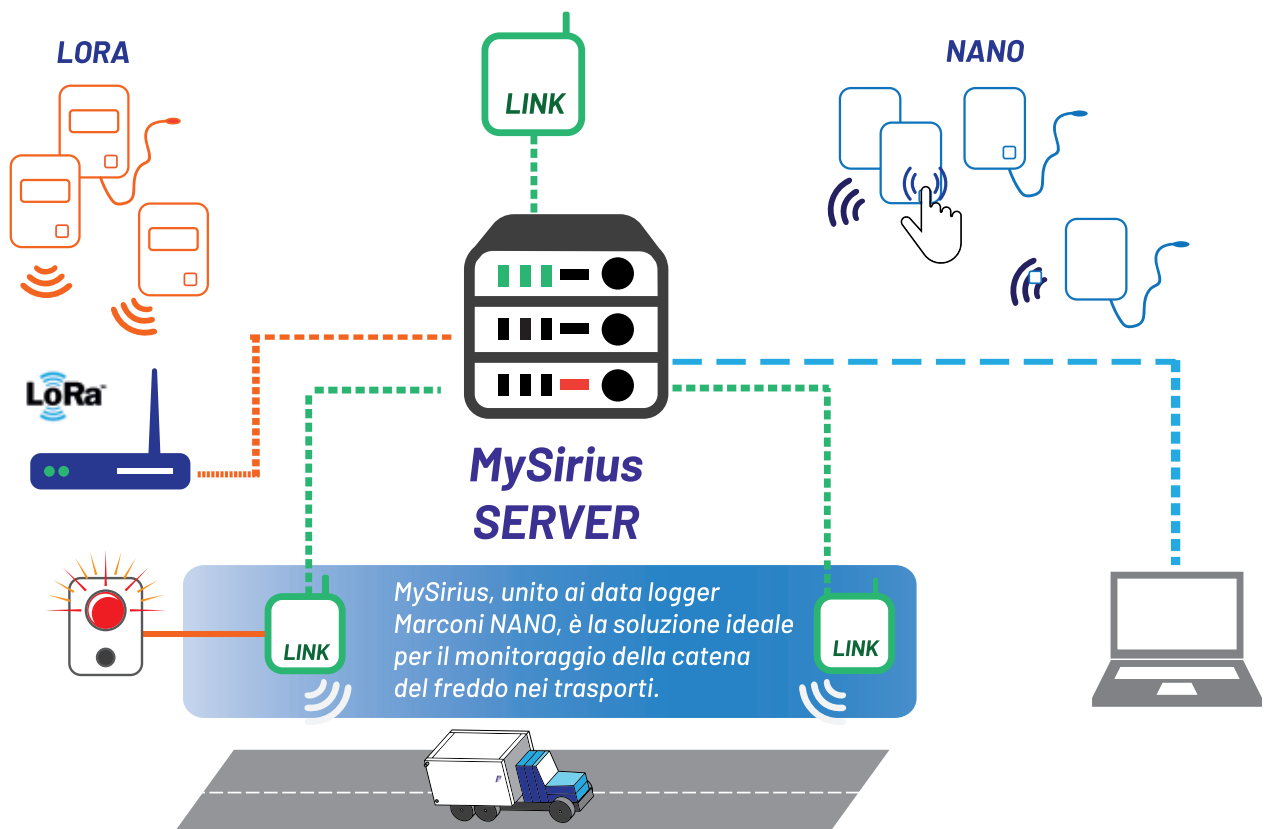 LORA
LINK
NANO
LoRa™
MySirius
SERVER
MySirius, unito ai data logger
Marconi NANO, è la soluzione ideale
per il monitoraggio della catena
del freddo nei trasporti.
LINK
LINK